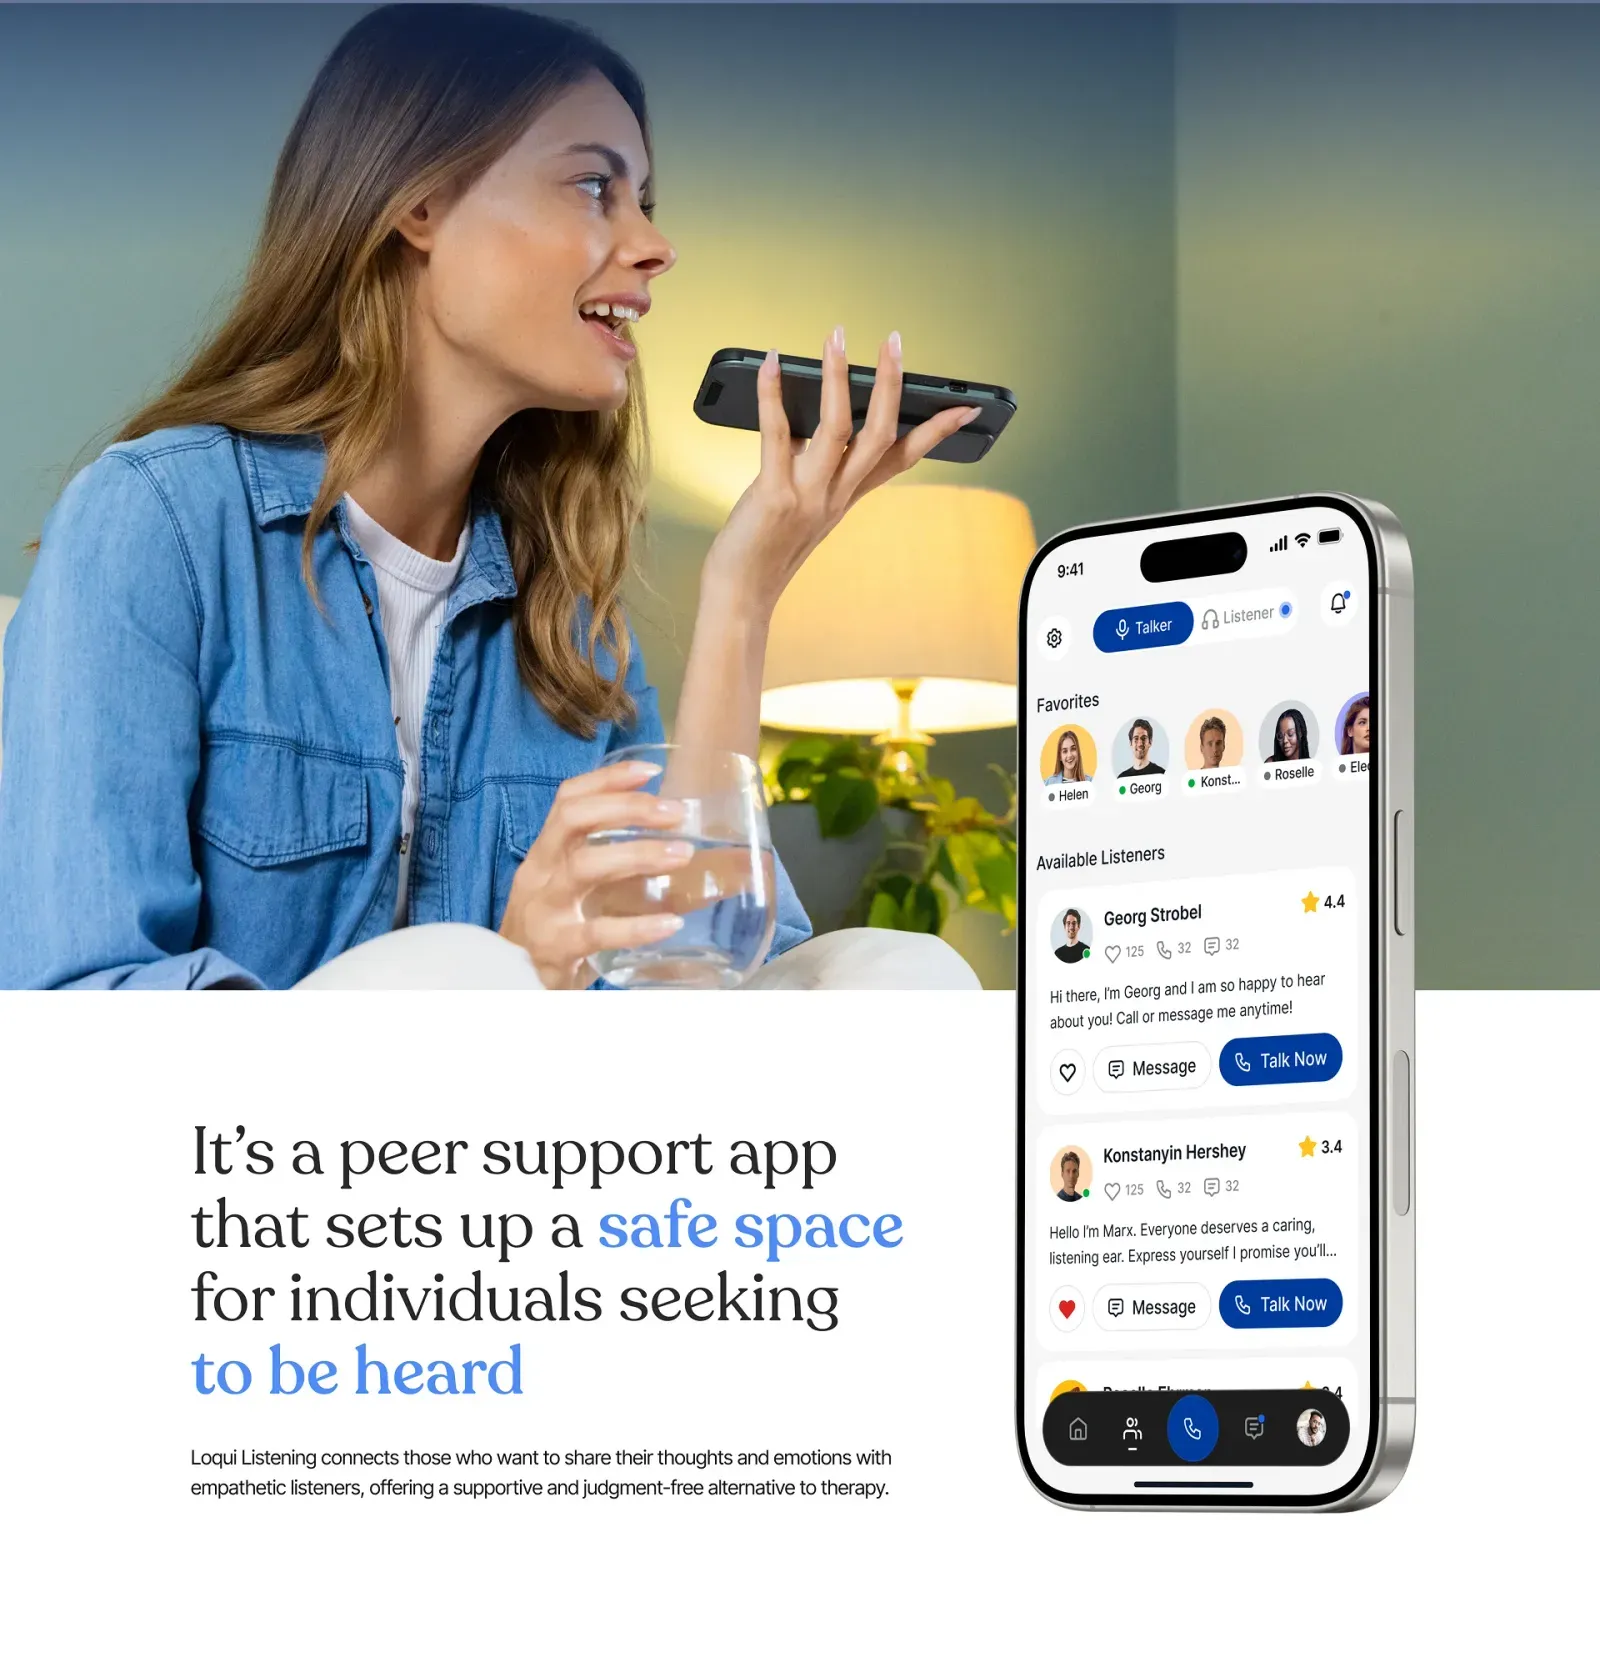 9:41
Talker
Listener
Favorites
Helen
Georg
Konst...
Roselle
Elec
Available Listeners
Georg Strobel
4.4
125 32 32
Hi there, I'm Georg and I am so happy to hear
about you! Call or message me anytime!
Message
Talk Now
Konstanyin Hershey
3.4
125 32 32
Hello I'm Marx. Everyone deserves a caring,
listening ear. Express yourself I promise you'll...
Message
Talk Now
It’s a peer support app
that sets up a safe space
for individuals seeking
to be heard
Loqui Listening connects those who want to share their thoughts and emotions with
empathetic listeners, offering a supportive and judgment-free alternative to therapy.